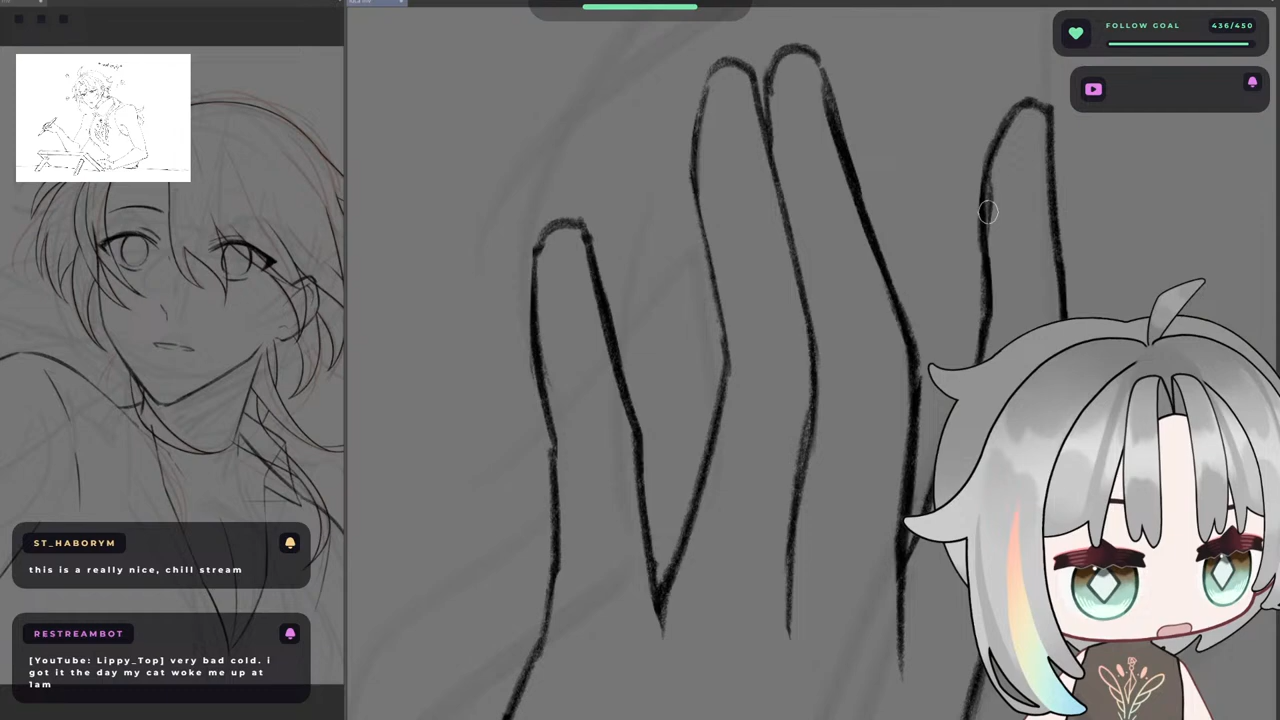 FOLLOW GOAL 436/450
ST_HABORYM
this is a really nice, chill stream
RESTREAMBOT
[YouTube: Lippy_Top] very bad cold. i
got it the day my cat woke me up at
1am